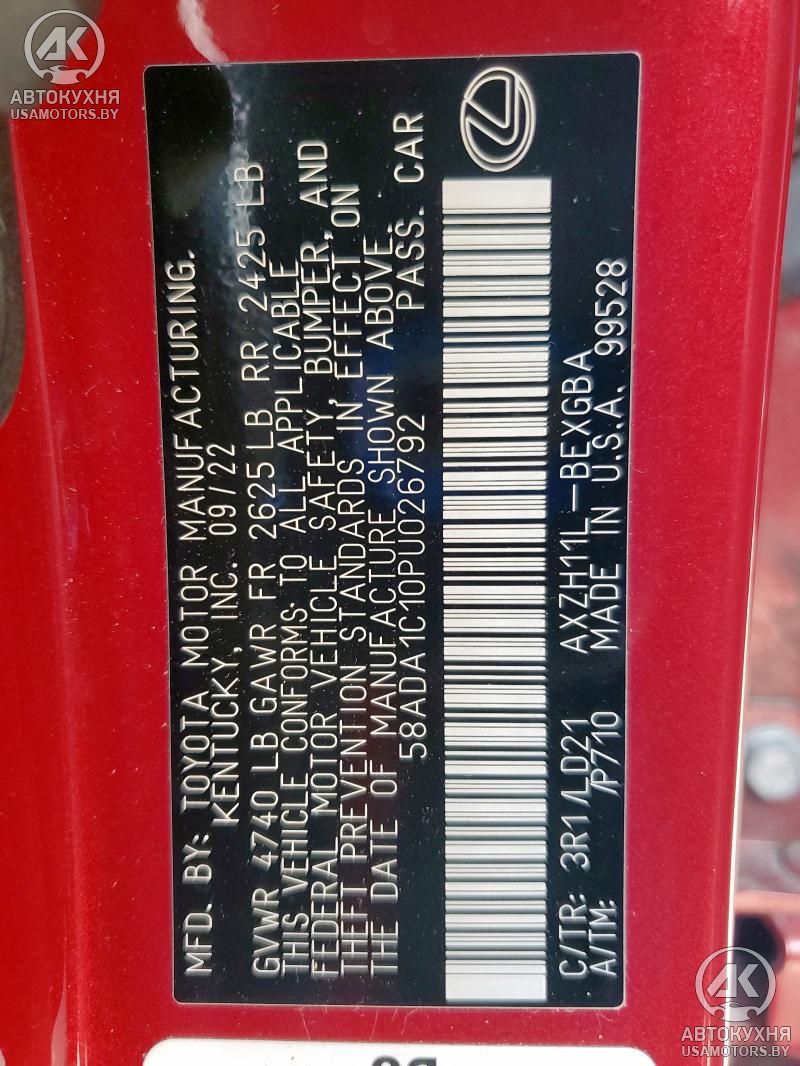 АВТОКУХНЯ
USAMOTORS.BY
MFD. BY: TOYOTA MOTOR MANUFACTURING.
KENTUCKY, INC. 09/22
GVWR 4740 LB GAWR FR 2625 LB RR 2425 LB
THIS VEHICLE CONFORMS TO ALL APPLICABLE
FEDERAL MOTOR VEHICLE SAFETY, BUMPER, AND
THEFT PREVENTION STANDARDS IN EFFECT ON
THE DATE OF MANUFACTURE SHOWN ABOVE.
58ADA1C10PU026792 PASS. CAR
C/TR: 3R1/LD21 AXZH11L-BEXGBA
A/TM: /P710 MADE IN U.S.A. 99528
АВТОКУХНЯ
USAMOTORS.BY